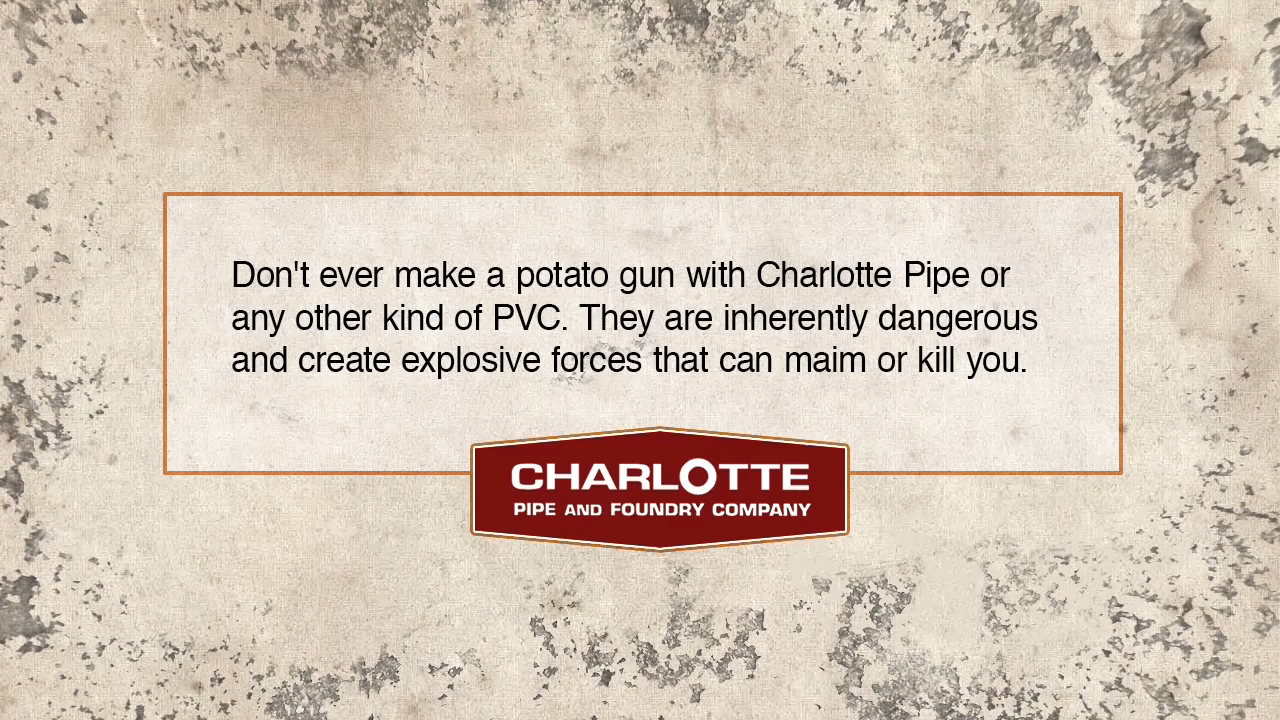 Don't ever make a potato gun with Charlotte Pipe or
any other kind of PVC. They are inherently dangerous
and create explosive forces that can maim or kill you.
CHARLOTTE
PIPE AND FOUNDRY COMPANY